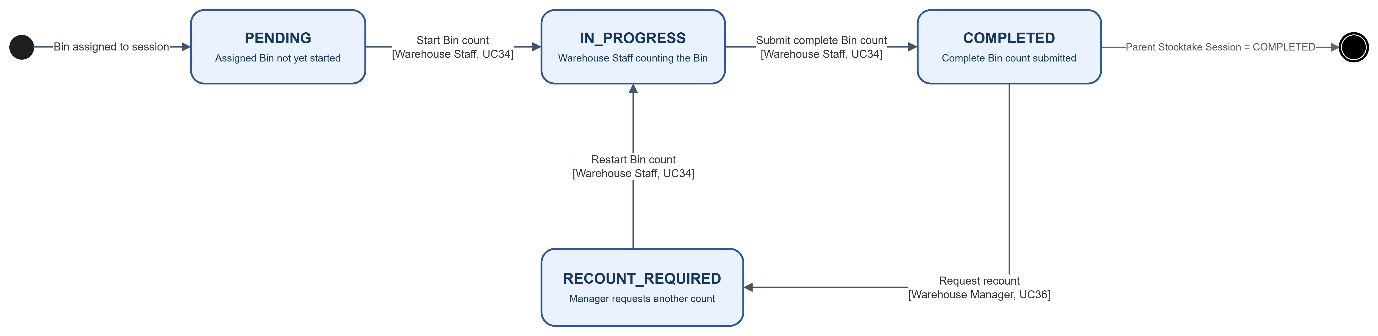 Bin assigned to session
PENDING
Assigned Bin not yet started
Start Bin count
[Warehouse Staff, UC34]
IN_PROGRESS
Warehouse Staff counting the Bin
Submit complete Bin count
[Warehouse Staff, UC34]
COMPLETED
Complete Bin count submitted
Parent Stocktake Session = COMPLETED
Restart Bin count
[Warehouse Staff, UC34]
RECOUNT_REQUIRED
Manager requests another count
Request recount
[Warehouse Manager, UC36]